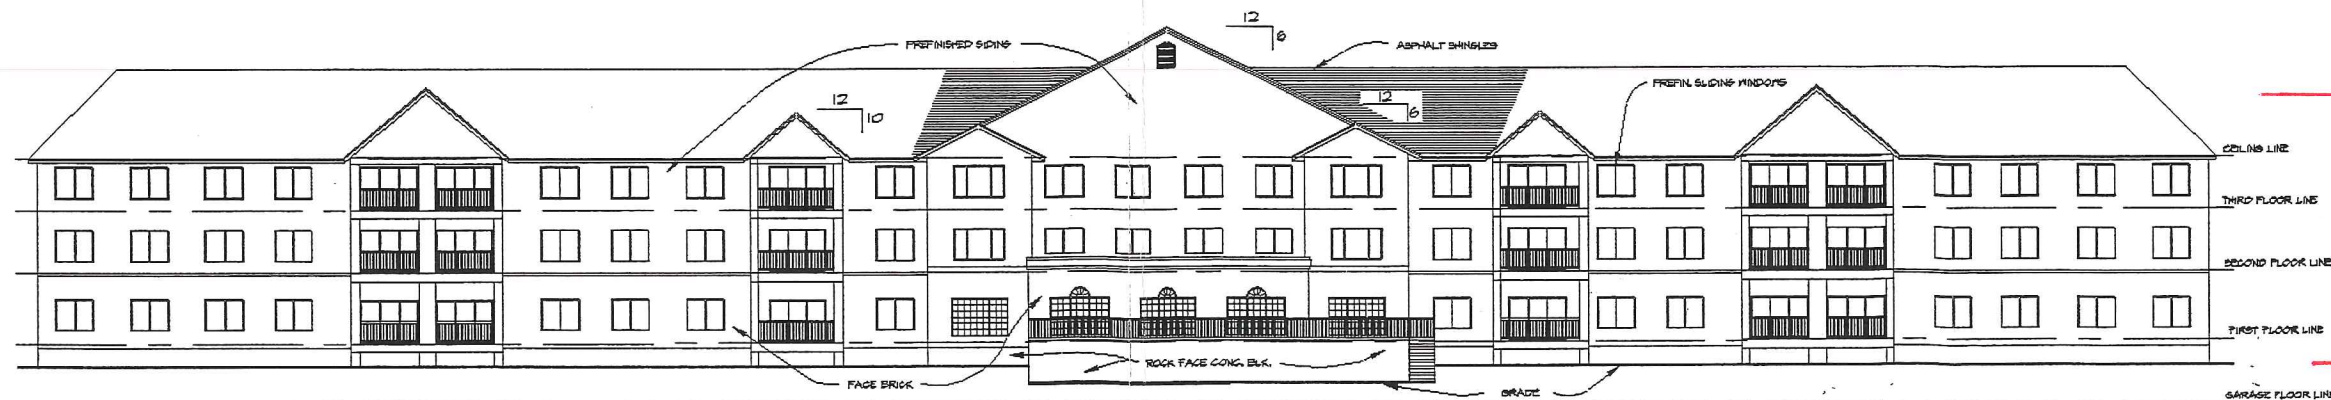 12
6
PREFINISHED SIDING
ASPHALT SHINGLES
PREFIN. SLIDING WINDOWS
12
10
12
6
CEILING LINE
THIRD FLOOR LINE
SECOND FLOOR LINE
FIRST FLOOR LINE
ROCK FACE CONC. BLK.
FACE BRICK
GRADE
GARAGE FLOOR LINE